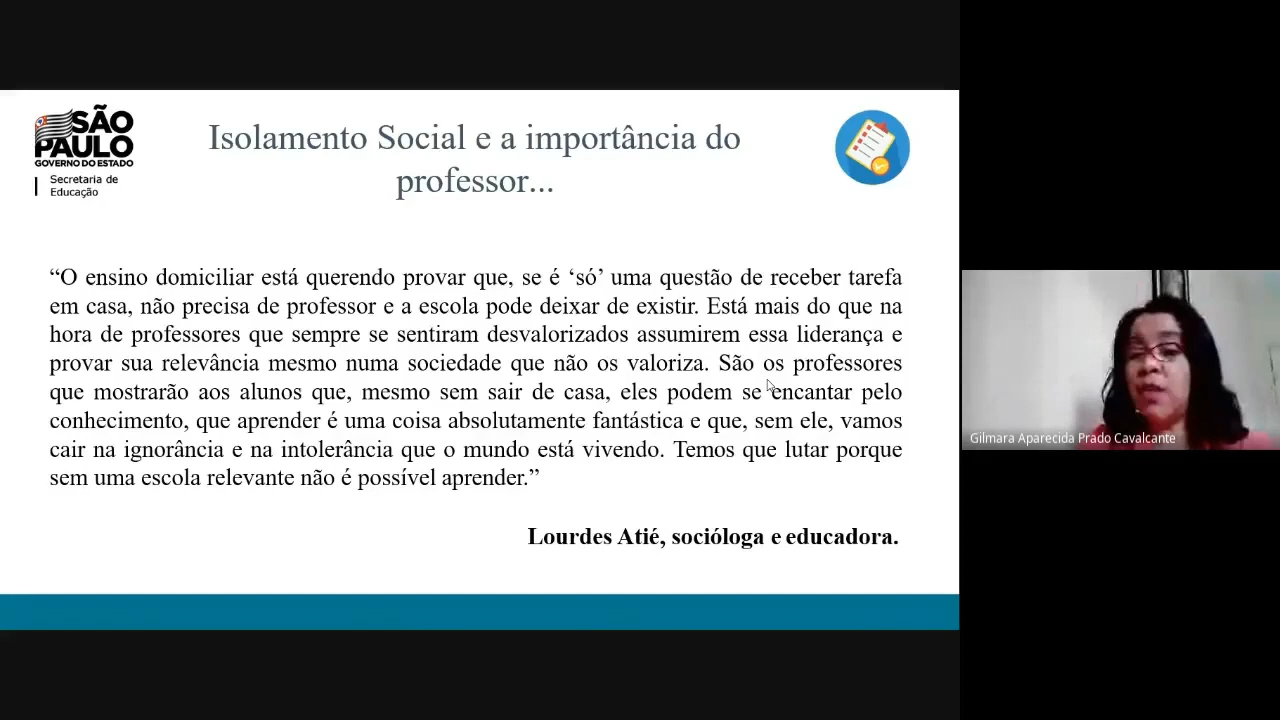 SÃO
PAULO
GOVERNO DO ESTADO
Secretaria de
Educação
Isolamento Social e a importância do
professor...
“O ensino domiciliar está querendo provar que, se é ‘só’ uma questão de receber tarefa
em casa, não precisa de professor e a escola pode deixar de existir. Está mais do que na
hora de professores que sempre se sentiram desvalorizados assumirem essa liderança e
provar sua relevância mesmo numa sociedade que não os valoriza. São os professores
que mostrarão aos alunos que, mesmo sem sair de casa, eles podem se encantar pelo
conhecimento, que aprender é uma coisa absolutamente fantástica e que, sem ele, vamos
cair na ignorância e na intolerância que o mundo está vivendo. Temos que lutar porque
sem uma escola relevante não é possível aprender.”
Lourdes Atié, socióloga e educadora.
Gilmara Aparecida Prado Cavalcante